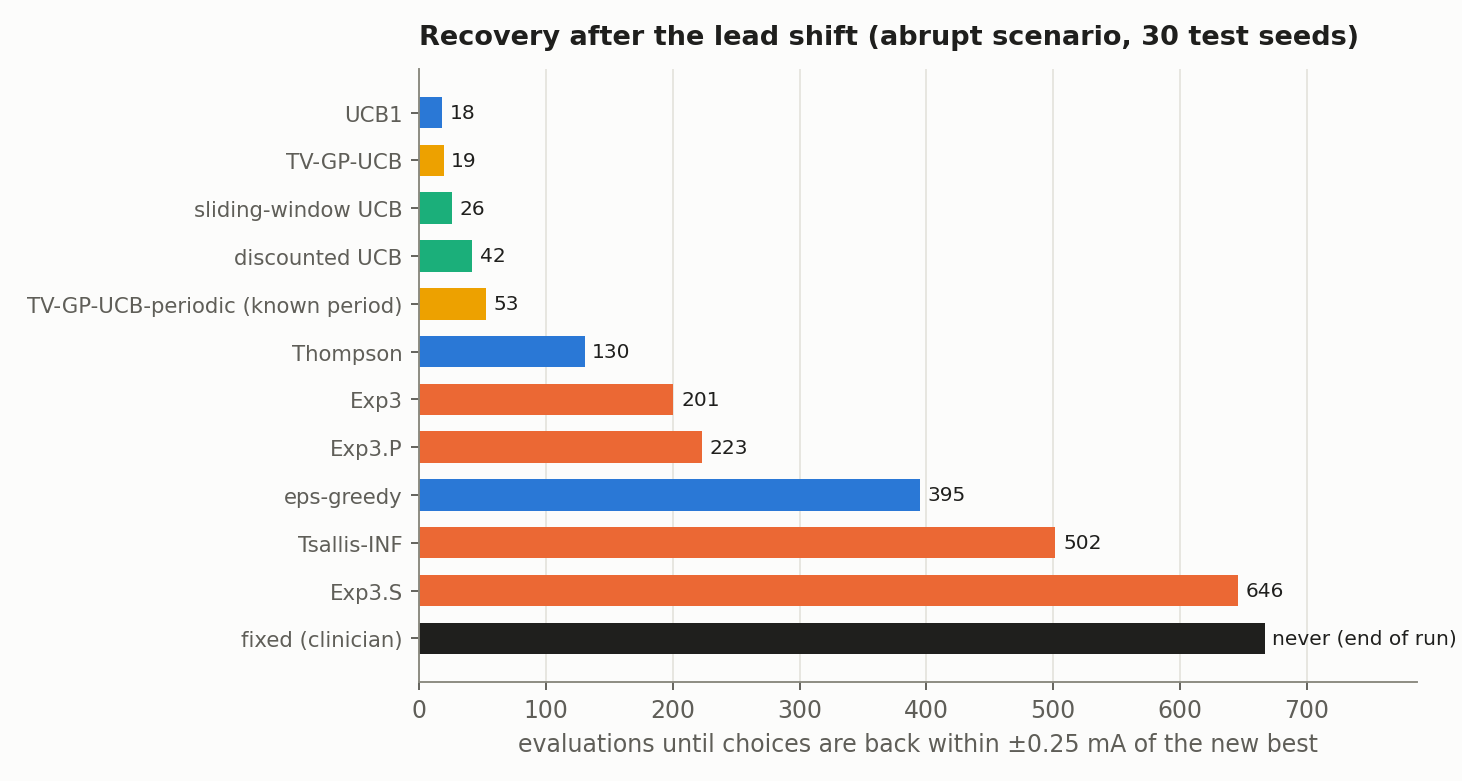 Recovery after the lead shift (abrupt scenario, 30 test seeds)
UCB1 18
TV-GP-UCB 19
sliding-window UCB 26
discounted UCB 42
TV-GP-UCB-periodic (known period) 53
Thompson 130
Exp3 201
Exp3.P 223
eps-greedy 395
Tsallis-INF 502
Exp3.S 646
fixed (clinician) never (end of run)
0 100 200 300 400 500 600 700
evaluations until choices are back within ±0.25 mA of the new best